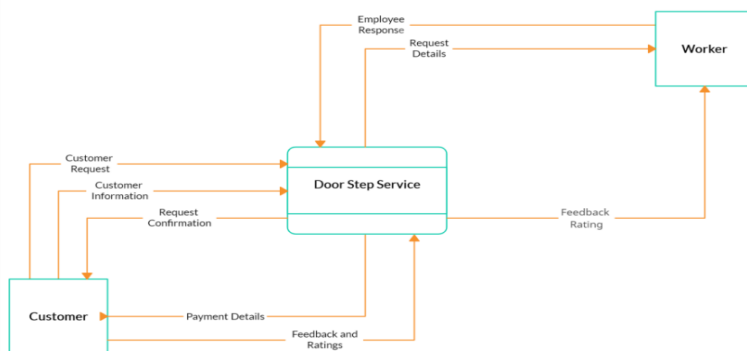 Employee
Response
Request
Details
Worker
Customer
Request
Customer
Information
Door Step Service
Request
Confirmation
Feedback
Rating
Customer
Payment Details
Feedback and
Ratings